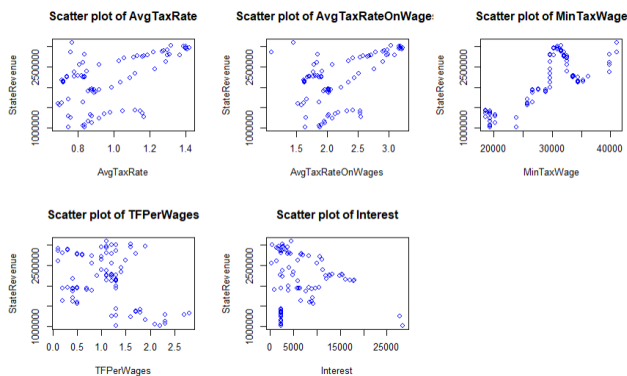 Scatter plot of AvgTaxRate
StateRevenue
1000000
2500000
0.8
1.0
1.2
1.4
AvgTaxRate
Scatter plot of AvgTaxRateOnWages
StateRevenue
1000000
2500000
1.5
2.0
2.5
3.0
AvgTaxRateOnWages
Scatter plot of MinTaxWage
StateRevenue
1000000
2500000
20000
30000
40000
MinTaxWage
Scatter plot of TFPerWages
StateRevenue
1000000
2500000
0.0
0.5
1.0
1.5
2.0
2.5
TFPerWages
Scatter plot of Interest
StateRevenue
1000000
2500000
0
5000
15000
25000
Interest